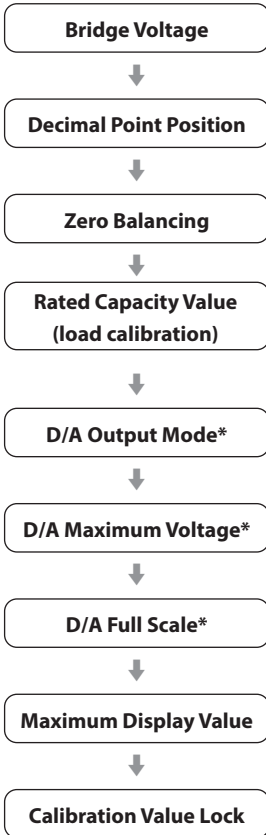 Bridge Voltage
Decimal Point Position
Zero Balancing
Rated Capacity Value
(load calibration)
D/A Output Mode*
D/A Maximum Voltage*
D/A Full Scale*
Maximum Display Value
Calibration Value Lock